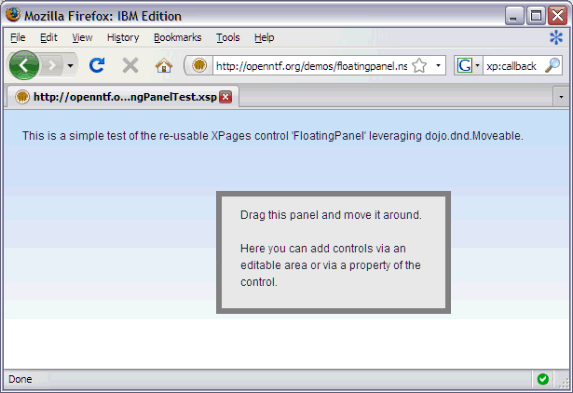 Mozilla Firefox: IBM Edition
File Edit View History Bookmarks Tools Help
http://openntf.org/demos/floatingpanel.ns
G
xp:callback
http://openntf.o...ngPanelTest.xsp
This is a simple test of the re-usable XPages control 'FloatingPanel' leveraging dojo.dnd.Moveable.
Drag this panel and move it around.
Here you can add controls via an
editable area or via a property of the
control.
Done